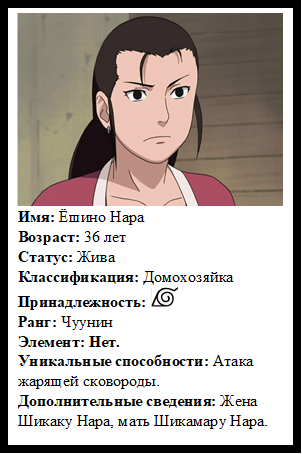 Имя: Ёшино Нара
Возраст: 36 лет
Статус: Жива
Классификация: Домохозяйка
Принадлежность:
Ранг: Чуунин
Элемент: Нет.
Уникальные способности: Атака
жарящей сковороды.
Дополнительные сведения: Жена
Шикаку Нара, мать Шикамару Нара.